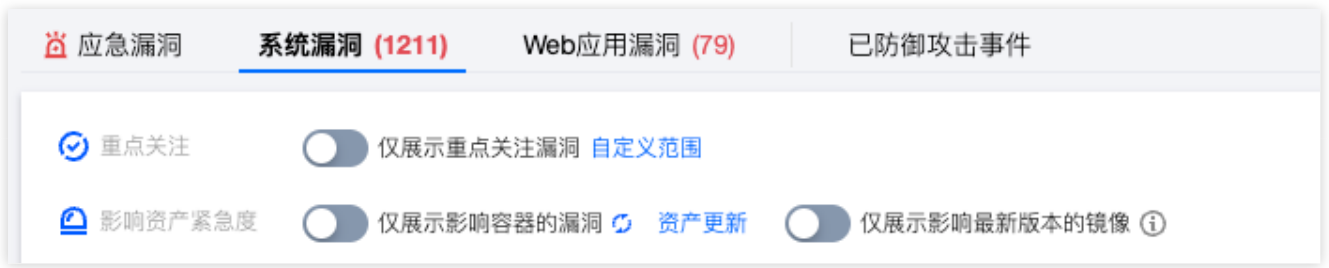 应急漏洞 系统漏洞 (1211) Web应用漏洞 (79) 已防御攻击事件
重点关注 仅展示重点关注漏洞 自定义范围
影响资产紧急度 仅展示影响容器的漏洞 资产更新 仅展示影响最新版本的镜像